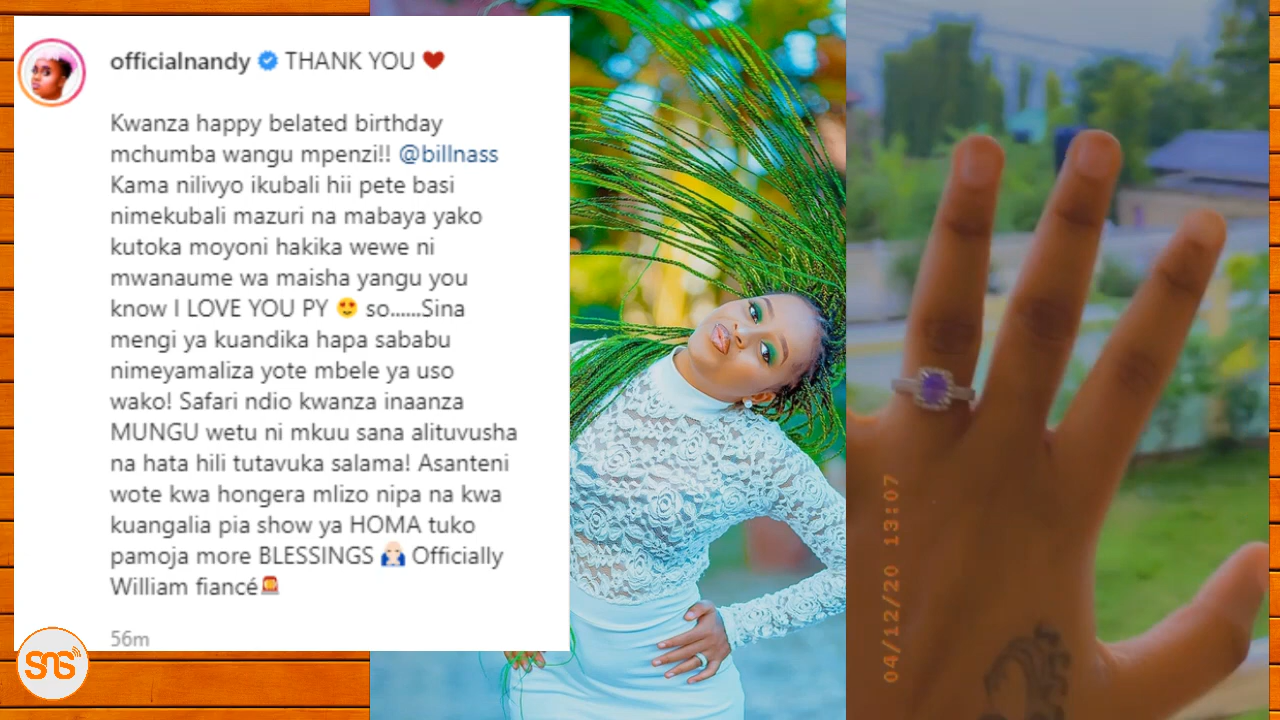 officialnandy THANK YOU ❤
Kwanza happy belated birthday
mchumba wangu mpenzi!! @billnass
Kama nilivyo ikubali hii pete basi
nimekubali mazuri na mabaya yako
kutoka moyoni hakika wewe ni
mwanaume wa maisha yangu you
know I LOVE YOU PY 😍 so......Sina
mengi ya kuandika hapa sababu
nimeyamaliza yote mbele ya uso
wako! Safari ndio kwanza inaanza
MUNGU wetu ni mkuu sana alituvusha
na hata hili tutavuka salama! Asanteni
wote kwa hongera mlizo nipa na kwa
kuangalia pia show ya HOMA tuko
pamoja more BLESSINGS 🙏🏻 Officially
William fiancé
56m
SNS
04/12/20 13:07